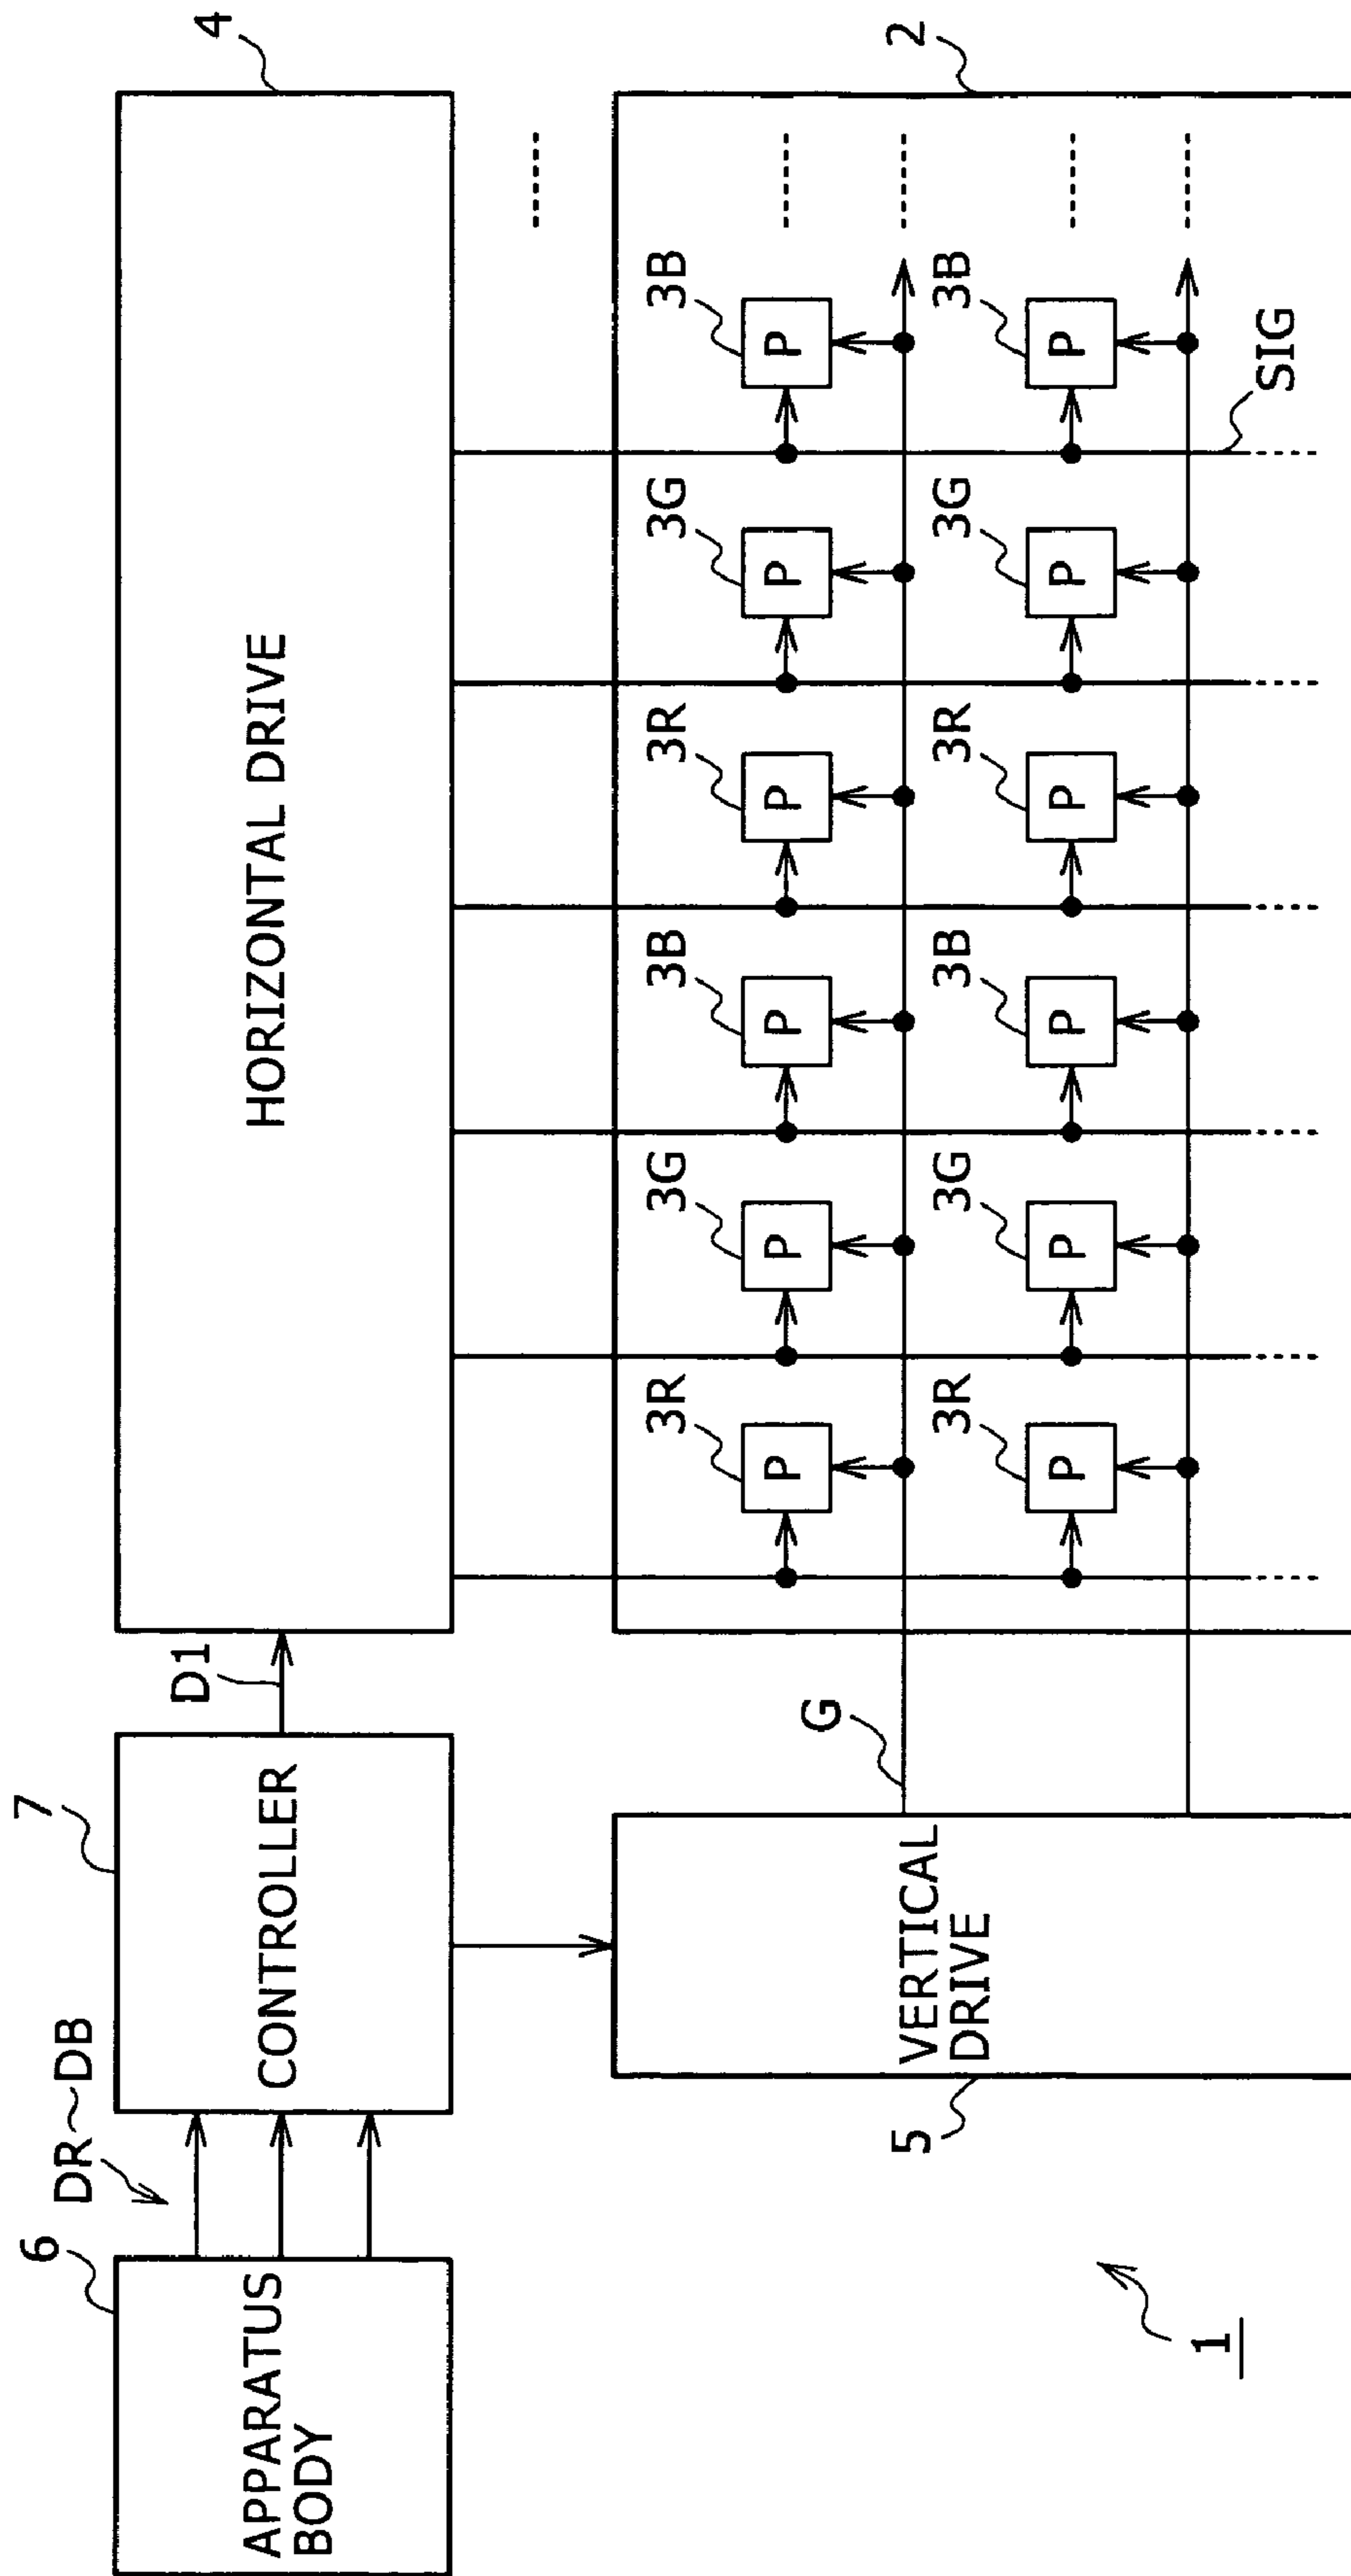 6
APPARATUS
BODY
DR~DB
7
CONTROLLER
D1
4
HORIZONTAL DRIVE
5
VERTICAL
DRIVE
G
2
3R 3G 3B 3R 3G 3B
P P P P P P
3R 3G 3B 3R 3G 3B
P P P P P P
SIG
1